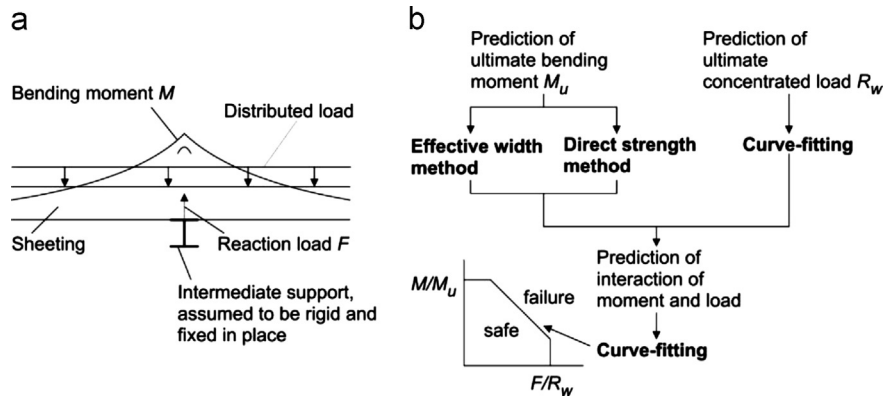 a
Bending moment M
Distributed load
Sheeting
Reaction load F
Intermediate support,
assumed to be rigid and
fixed in place
b
Prediction of
ultimate bending
moment Mu
Prediction of
ultimate
concentrated load Rw
Effective width
method
Direct strength
method
Curve-fitting
Prediction of
interaction of
moment and load
Curve-fitting
M/Mu
failure
safe
F/Rw